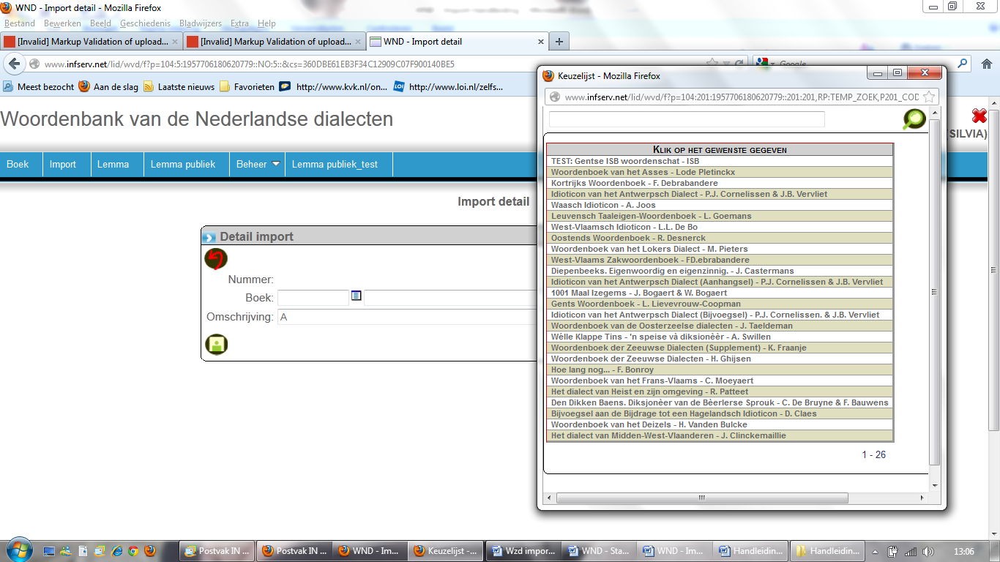 WND - Import detail - Mozilla Firefox
Bestand Bewerken Beeld Geschiedenis Bladwijzers Extra Help
[Invalid] Markup Validation of upload... [Invalid] Markup Validation of upload... WND - Import detail
www.infserv.net/lid/wvd/f?p=104:5:1957706180620779::NO:5::&cs=360DBE61EB3F34C12909C07F900140BE5 Google
Meest bezocht Aan de slag Laatste nieuws Favorieten http://www.kvk.nl/on... http://www.loi.nl/zelfs...
Woordenbank van de Nederlandse dialecten
(SILVIA)
Boek Import Lemma Lemma publiek Beheer Lemma publiek_test
Import detail
Detail import
Nummer:
Boek:
Omschrijving: A
Keuzelijst - Mozilla Firefox
www.infserv.net/lid/wvd/f?p=104:201:1957706180620779::201:201,RP:TEMP_ZOEK,P201_COD
KLIK OP HET GEWENSTE GEGEVEN
TEST: Gentse ISB woordenschat - ISB
Woordenboek van het Asses - Lode Pletinckx
Kortrijks Woordenboek - F. Debrabandere
Idioticon van het Antwerpsch Dialect - P.J. Cornelissen & J.B. Vervliet
Waasch Idioticon - A. Joos
Leuvensch Taaleigen-Woordenboek - L. Goemans
West-Vlaamsch Idioticon - L.L. De Bo
Oostends Woordenboek - R. Desnerck
Woordenboek van het Lokers Dialect - M. Pieters
West-Vlaams Zakwoordenboek - FD.ebrabandere
Diepenbeeks. Eigenwoordig en eigenzinnig. - J. Castermans
Idioticon van het Antwerpsch Dialect (Aanhangsel) - P.J. Cornelissen & J.B. Vervliet
1001 Maal Izegems - J. Bogaert & W. Bogaert
Gents Woordenboek - L. Lievevrouw-Coopman
Idioticon van het Antwerpsch Dialect (Bijvoegsel) - P.J. Cornelissen. & J.B. Vervliet
Woordenboek van de Oosterzeelse dialecten - J. Taeldeman
Wélle Klappe Tins - 'n speise và diksionèèr - A. Swillen
Woordenboek der Zeeuwse Dialecten (Supplement) - K. Fraanje
Woordenboek der Zeeuwse Dialecten - H. Ghijsen
Hoe lang nog... - F. Bonroy
Woordenboek van het Frans-Vlaams - C. Moeyaert
Het dialect van Heist en zijn omgeving - R. Patteet
Den Dikken Baens. Diksjonèer van de Bèerlerse Sprouk - C. De Bruyne & F. Bauwens
Bijvoegsel aan de Bijdrage tot een Hagelandsch Idioticon - D. Claes
Woordenboek van het Deizels - H. Vanden Bulcke
Het dialect van Midden-West-Vlaanderen - J. Clinckemaillie
1 - 26
Postvak IN ... Postvak IN ... WND - Im... Keuzelijst -... Wzd impor... WND - Sta... WND - Im... Handleidin... Handleidin... 13:06